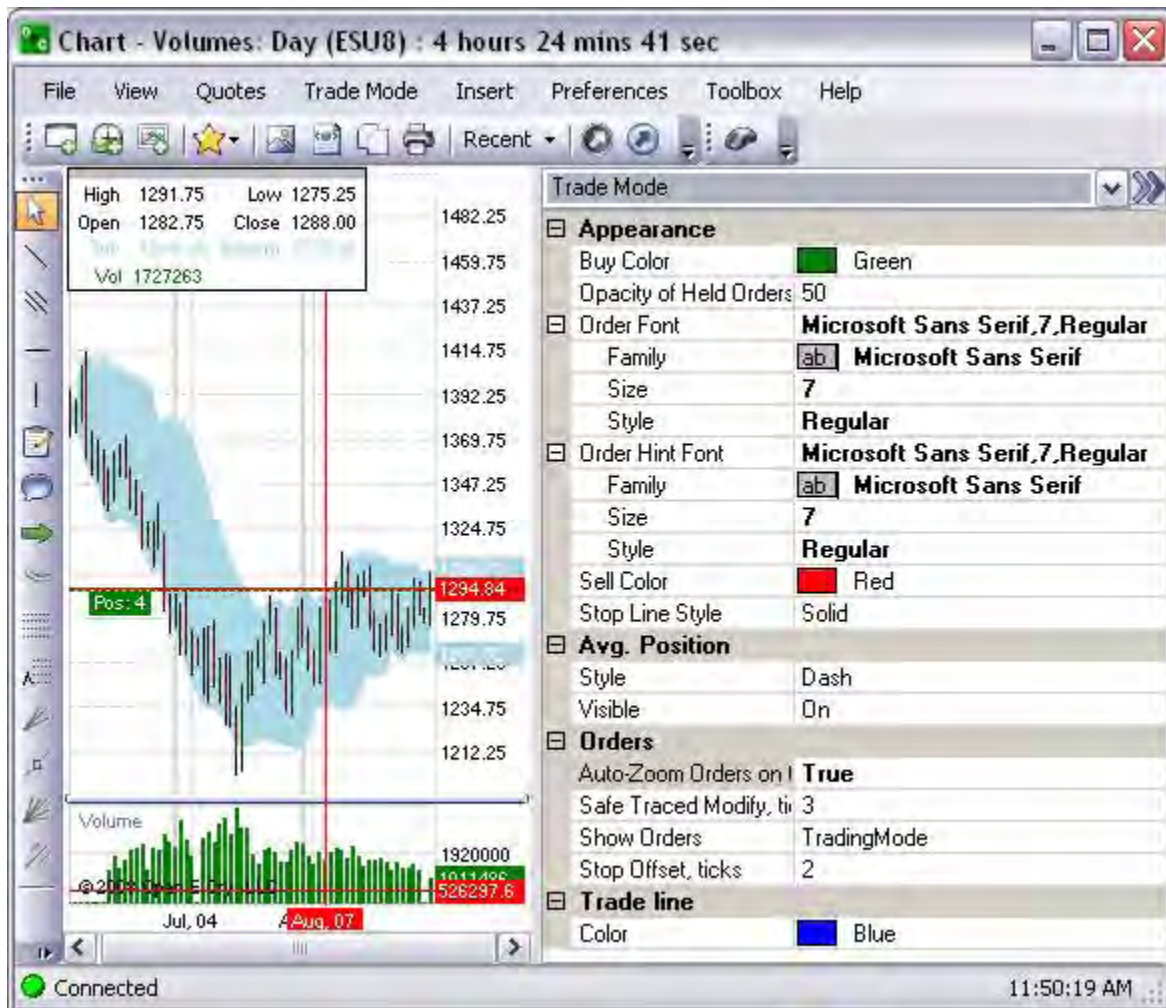 Chart - Volumes: Day (ESU8) : 4 hours 24 mins 41 sec
File View Quotes Trade Mode Insert Preferences Toolbox Help
Recent
High 1291.75 Low 1275.25
Open 1282.75 Close 1288.00
Vol 1727263
1482.25
1459.75
1437.25
1414.75
1392.25
1369.75
1347.25
1324.75
1294.84
Pos: 4
1279.75
1234.75
1212.25
Volume
1920000
526297.6
Jul, 04
Aug, 07
Trade Mode
Appearance
Buy Color Green
Opacity of Held Orders 50
Order Font Microsoft Sans Serif,7,Regular
Family ab Microsoft Sans Serif
Size 7
Style Regular
Order Hint Font Microsoft Sans Serif,7,Regular
Family ab Microsoft Sans Serif
Size 7
Style Regular
Sell Color Red
Stop Line Style Solid
Avg. Position
Style Dash
Visible On
Orders
Auto-Zoom Orders on True
Safe Traced Modify, 3
Show Orders TradingMode
Stop Offset, ticks 2
Trade line
Color Blue
Connected 11:50:19 AM